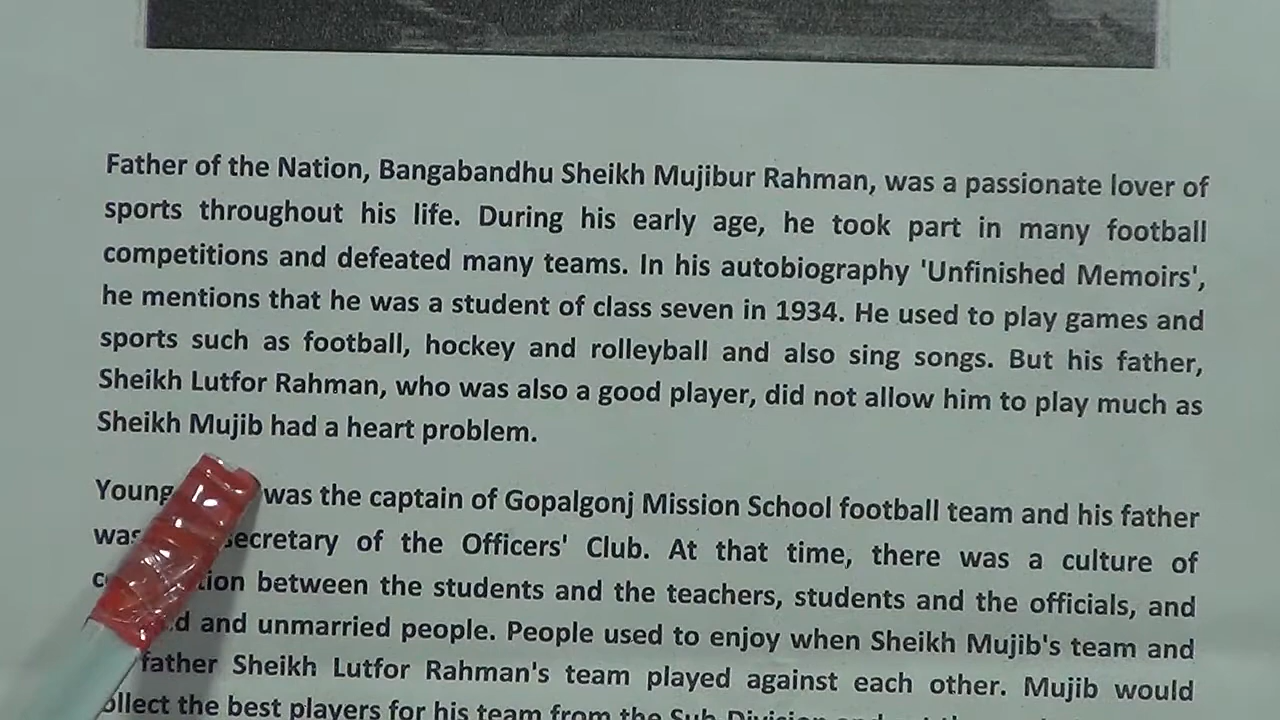 Father of the Nation, Bangabandhu Sheikh Mujibur Rahman, was a passionate lover of
sports throughout his life. During his early age, he took part in many football
competitions and defeated many teams. In his autobiography 'Unfinished Memoirs',
he mentions that he was a student of class seven in 1934. He used to play games and
sports such as football, hockey and rolleyball and also sing songs. But his father,
Sheikh Lutfor Rahman, who was also a good player, did not allow him to play much as
Sheikh Mujib had a heart problem.
Young was the captain of Gopalgonj Mission School football team and his father
was secretary of the Officers' Club. At that time, there was a culture of
between the students and the teachers, students and the officials, and
and unmarried people. People used to enjoy when Sheikh Mujib's team and
father Sheikh Lutfor Rahman's team played against each other. Mujib would
collect the best players for his team from the Sub Division